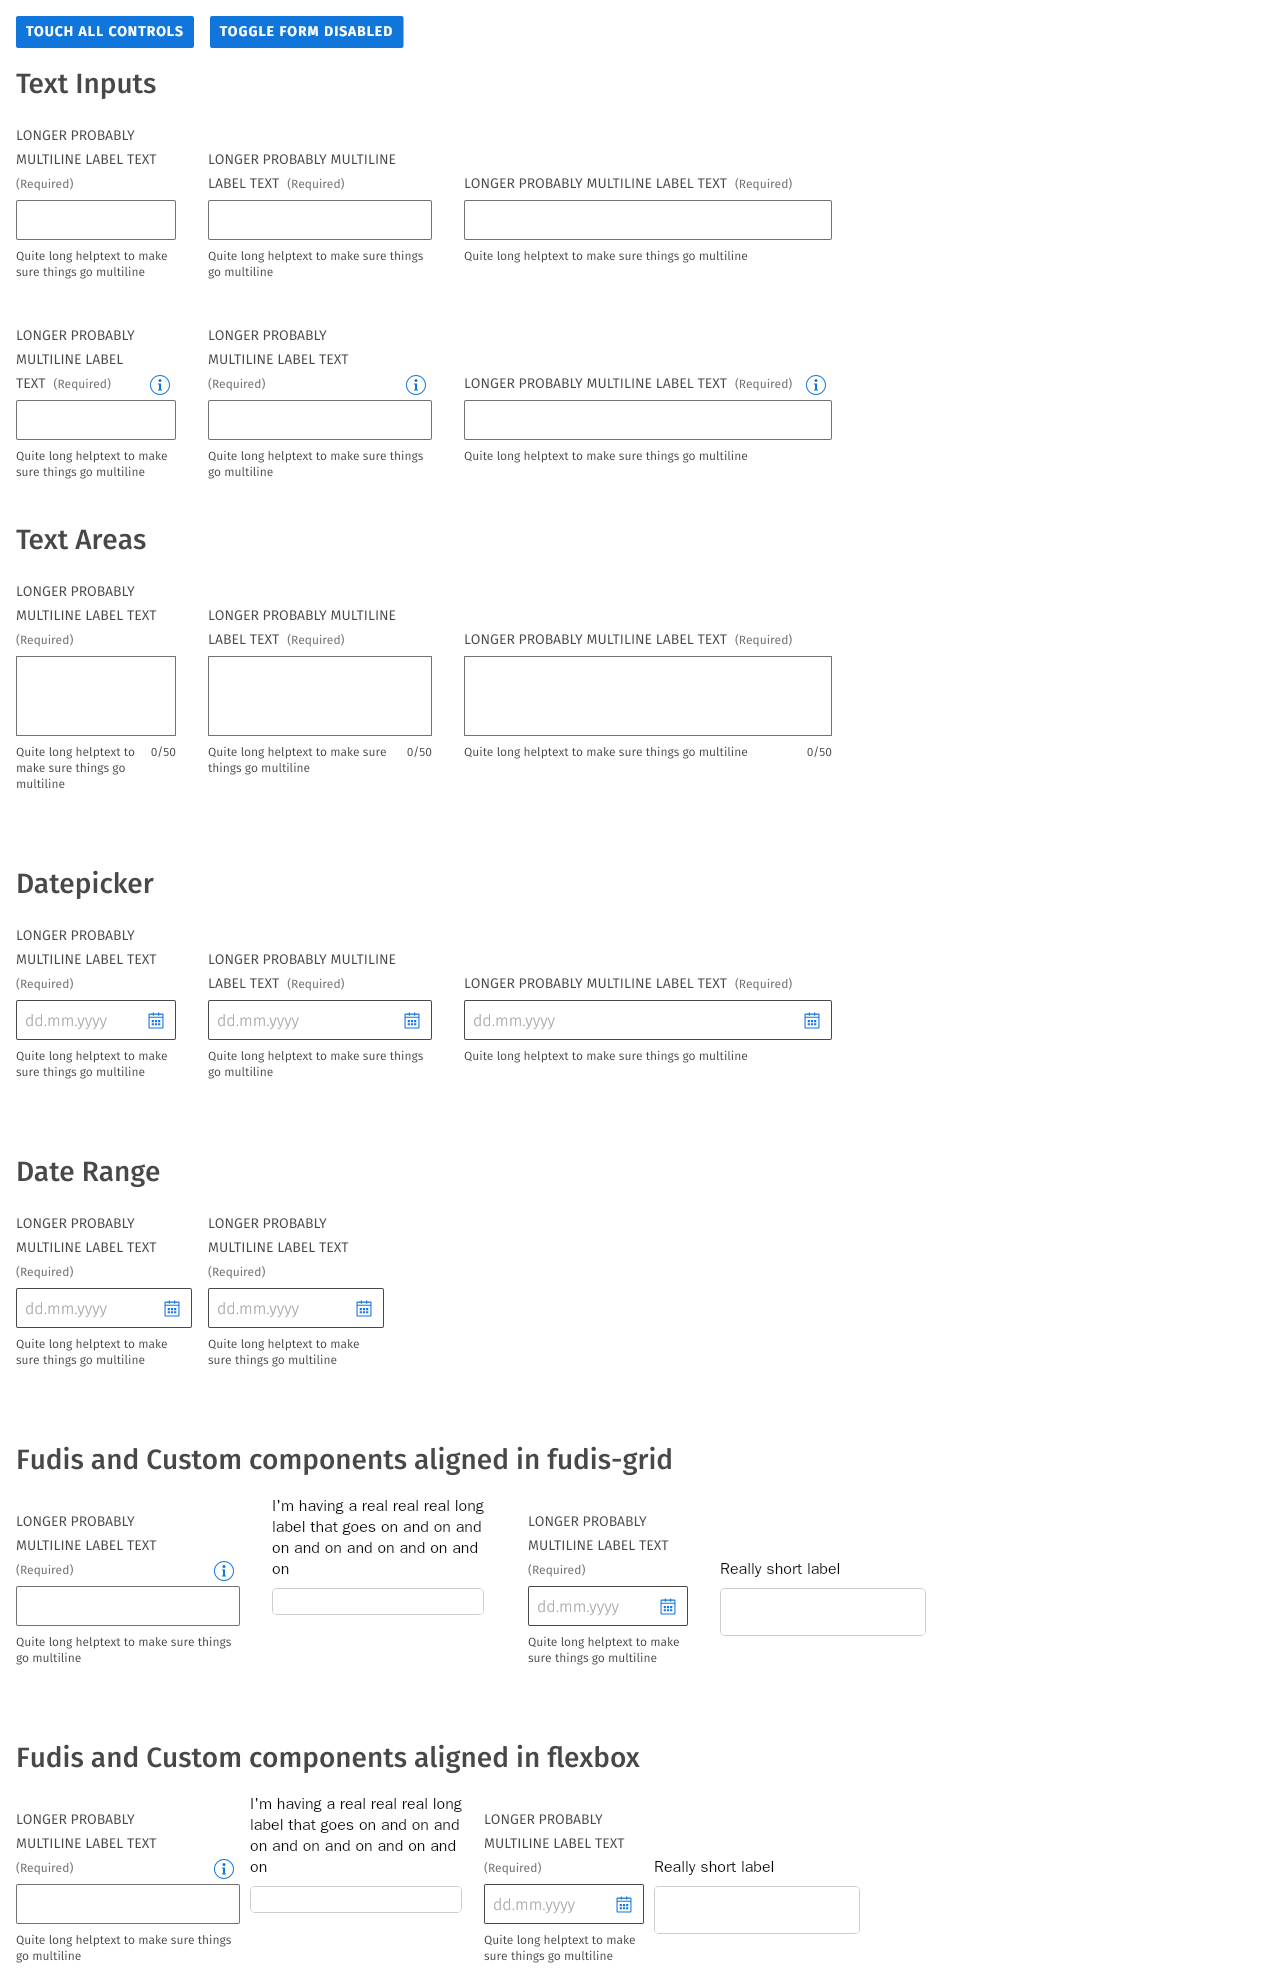 TOUCH ALL CONTROLS
TOGGLE FORM DISABLED
Text Inputs
LONGER PROBABLY
MULTILINE LABEL TEXT
(Required)
Quite long helptext to make
sure things go multiline
LONGER PROBABLY MULTILINE
LABEL TEXT (Required)
Quite long helptext to make sure things
go multiline
LONGER PROBABLY MULTILINE LABEL TEXT (Required)
Quite long helptext to make sure things go multiline
LONGER PROBABLY
MULTILINE LABEL
TEXT (Required)
Quite long helptext to make
sure things go multiline
LONGER PROBABLY
MULTILINE LABEL TEXT
(Required)
Quite long helptext to make sure things
go multiline
LONGER PROBABLY MULTILINE LABEL TEXT (Required)
Quite long helptext to make sure things go multiline
Text Areas
LONGER PROBABLY
MULTILINE LABEL TEXT
(Required)
Quite long helptext to
make sure things go
multiline
0/50
LONGER PROBABLY MULTILINE
LABEL TEXT (Required)
Quite long helptext to make sure
things go multiline
0/50
LONGER PROBABLY MULTILINE LABEL TEXT (Required)
Quite long helptext to make sure things go multiline
0/50
Datepicker
LONGER PROBABLY
MULTILINE LABEL TEXT
(Required)
dd.mm.yyyy
Quite long helptext to make
sure things go multiline
LONGER PROBABLY MULTILINE
LABEL TEXT (Required)
dd.mm.yyyy
Quite long helptext to make sure things
go multiline
LONGER PROBABLY MULTILINE LABEL TEXT (Required)
dd.mm.yyyy
Quite long helptext to make sure things go multiline
Date Range
LONGER PROBABLY
MULTILINE LABEL TEXT
(Required)
dd.mm.yyyy
Quite long helptext to make
sure things go multiline
LONGER PROBABLY
MULTILINE LABEL TEXT
(Required)
dd.mm.yyyy
Quite long helptext to make
sure things go multiline
Fudis and Custom components aligned in fudis-grid
LONGER PROBABLY
MULTILINE LABEL TEXT
(Required)
Quite long helptext to make sure things
go multiline
I'm having a real real real long
label that goes on and on and
on and on and on and on and
on
LONGER PROBABLY
MULTILINE LABEL TEXT
(Required)
dd.mm.yyyy
Quite long helptext to make
sure things go multiline
Really short label
Fudis and Custom components aligned in flexbox
LONGER PROBABLY
MULTILINE LABEL TEXT
(Required)
Quite long helptext to make sure things
go multiline
I'm having a real real real long
label that goes on and on and
on and on and on and on and
on
LONGER PROBABLY
MULTILINE LABEL TEXT
(Required)
dd.mm.yyyy
Quite long helptext to make
sure things go multiline
Really short label